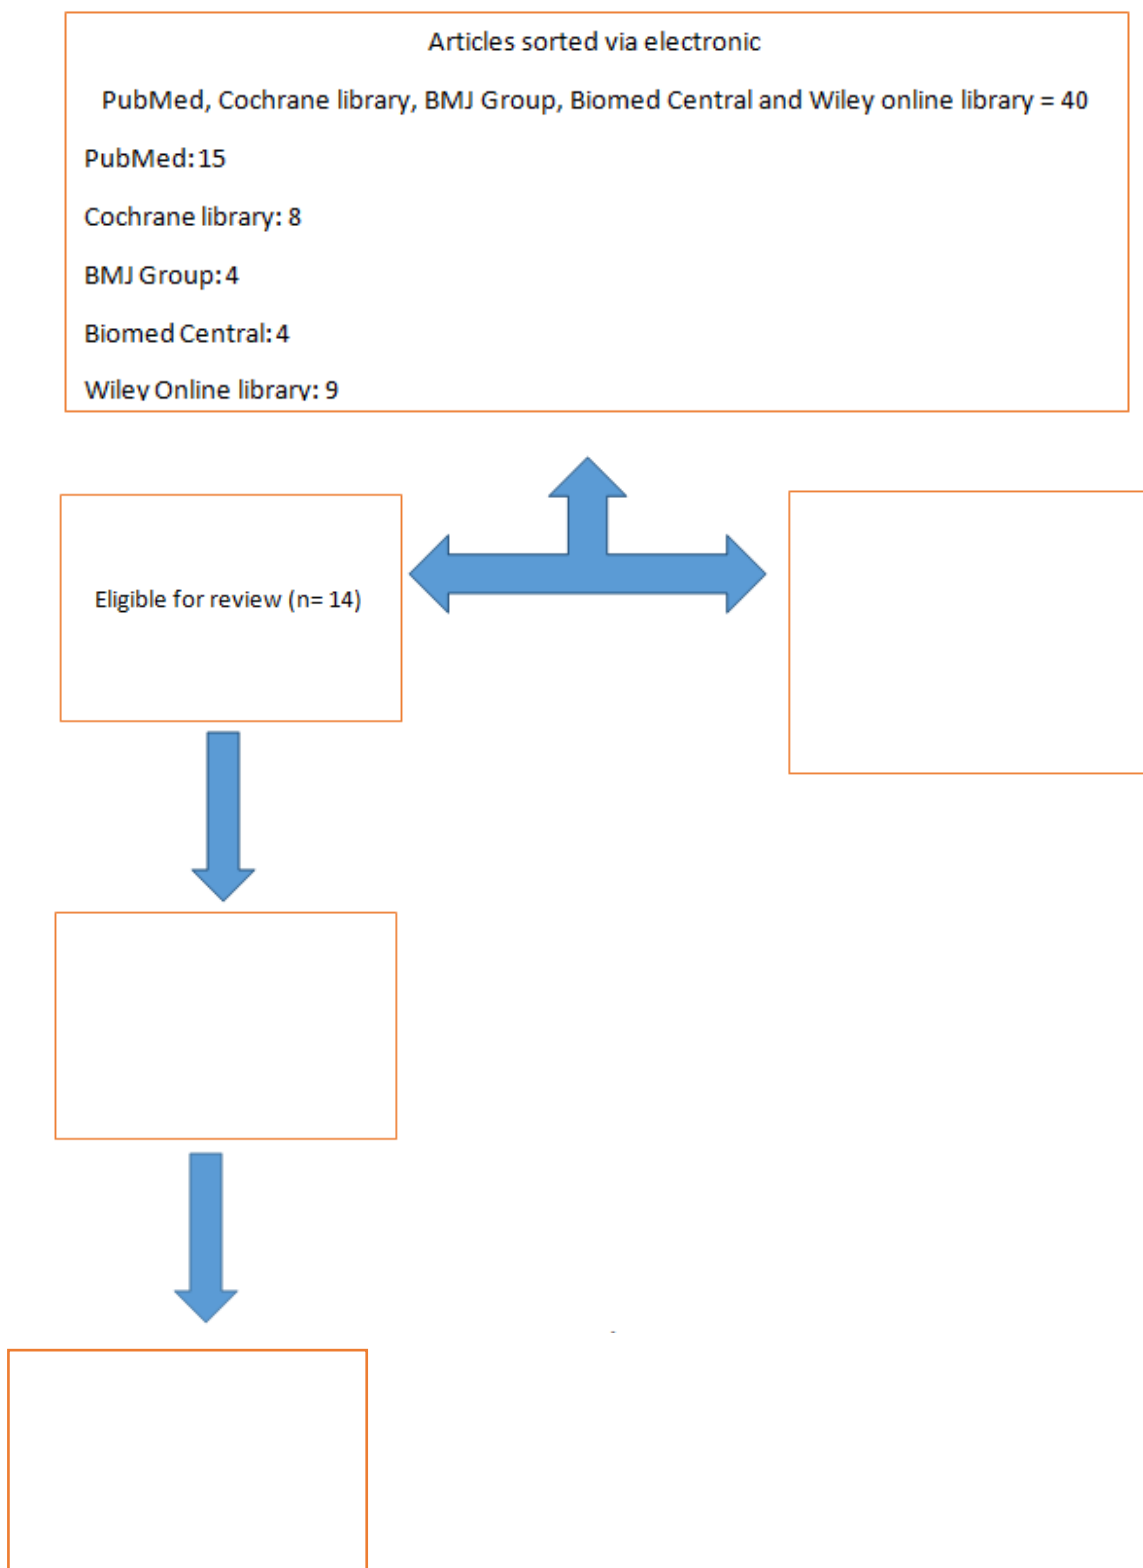 Articles sorted via electronic
PubMed, Cochrane library, BMJ Group, Biomed Central and Wiley online library = 40
PubMed: 15
Cochrane library: 8
BMJ Group: 4
Biomed Central: 4
Wiley Online library: 9
Eligible for review (n= 14)